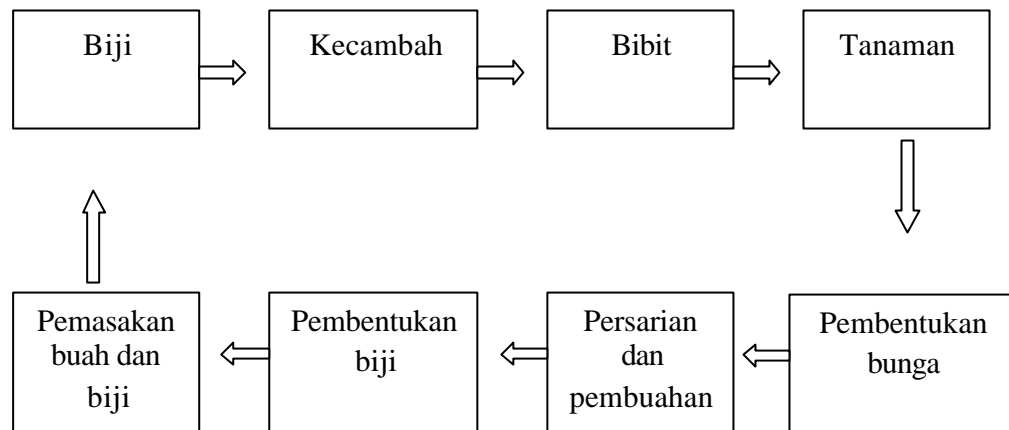 Biji
Kecambah
Bibit
Tanaman
Pemasakan
buah dan
biji
Pembentukan
biji
Persarian
dan
pembuahan
Pembentukan
bunga